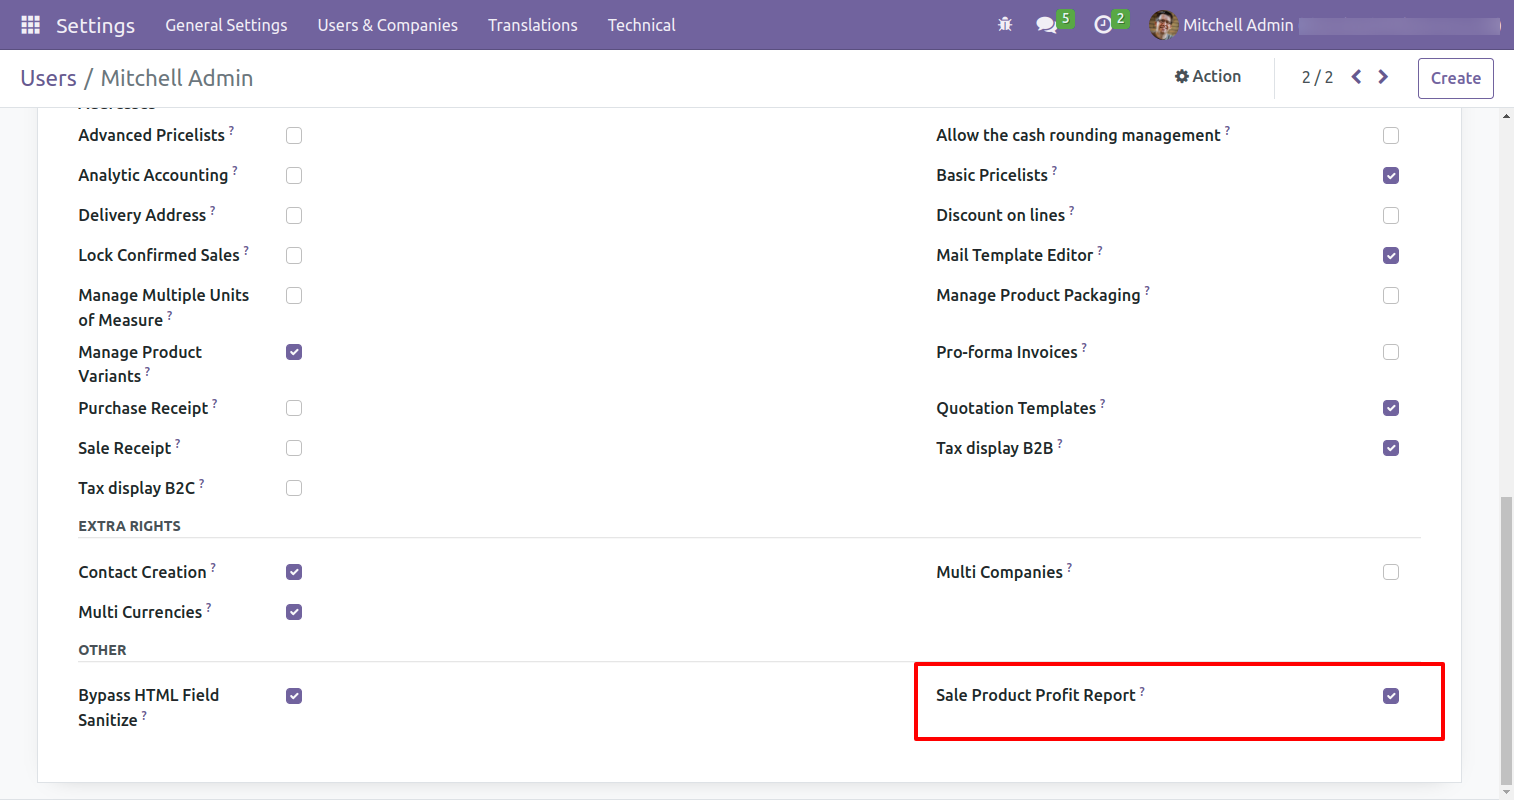 Settings General Settings Users & Companies Translations Technical 5 2 Mitchell Admin
Users / Mitchell Admin Action 2 / 2 Create
Advanced Pricelists ? Allow the cash rounding management ?
Analytic Accounting ? Basic Pricelists ?
Delivery Address ? Discount on lines ?
Lock Confirmed Sales ? Mail Template Editor ?
Manage Multiple Units Manage Product Packaging ?
of Measure ?
Manage Product Pro-forma Invoices ?
Variants ?
Purchase Receipt ? Quotation Templates ?
Sale Receipt ? Tax display B2B ?
Tax display B2C ?
EXTRA RIGHTS
Contact Creation ? Multi Companies ?
Multi Currencies ?
OTHER
Bypass HTML Field Sale Product Profit Report ?
Sanitize ?